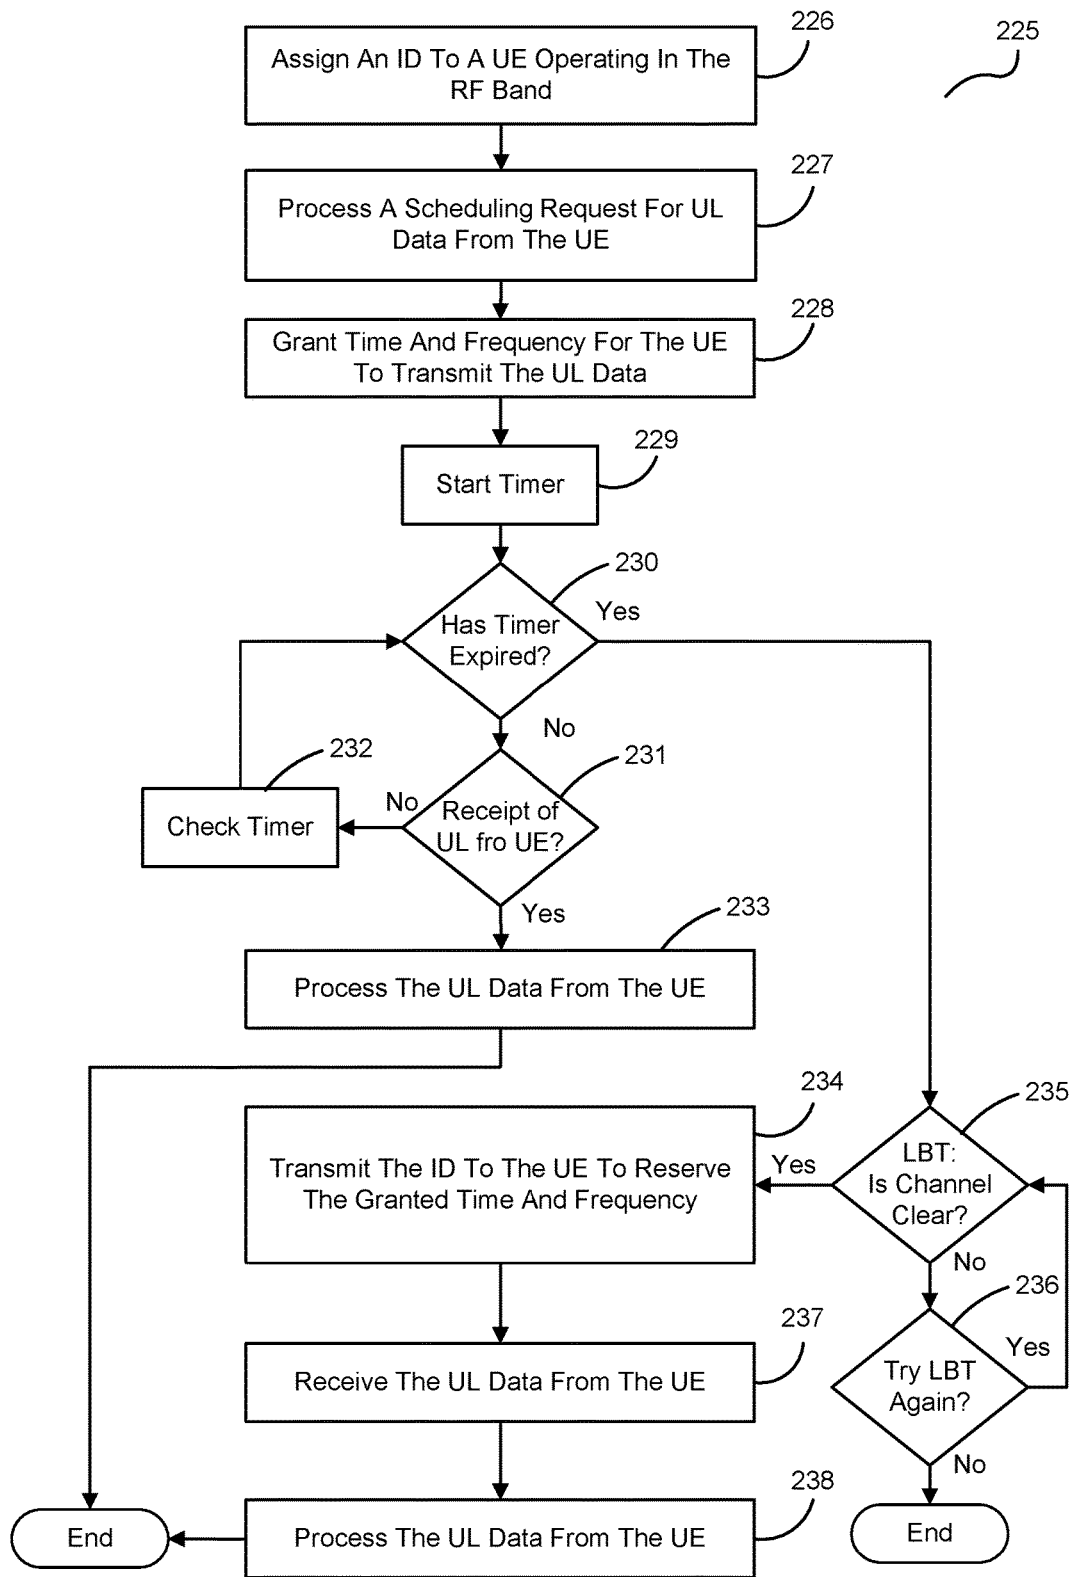 226
225
Assign An ID To A UE Operating In The
RF Band
227
Process A Scheduling Request For UL
Data From The UE
228
Grant Time And Frequency For The UE
To Transmit The UL Data
229
Start Timer
230
Yes
Has Timer
Expired?
No
232
231
No
Receipt of
UL fro UE?
Check Timer
Yes
233
Process The UL Data From The UE
234
235
Transmit The ID To The UE To Reserve
The Granted Time And Frequency
Yes
LBT:
Is Channel
Clear?
No
236
237
Yes
Receive The UL Data From The UE
Try LBT
Again?
No
238
End
Process The UL Data From The UE
End